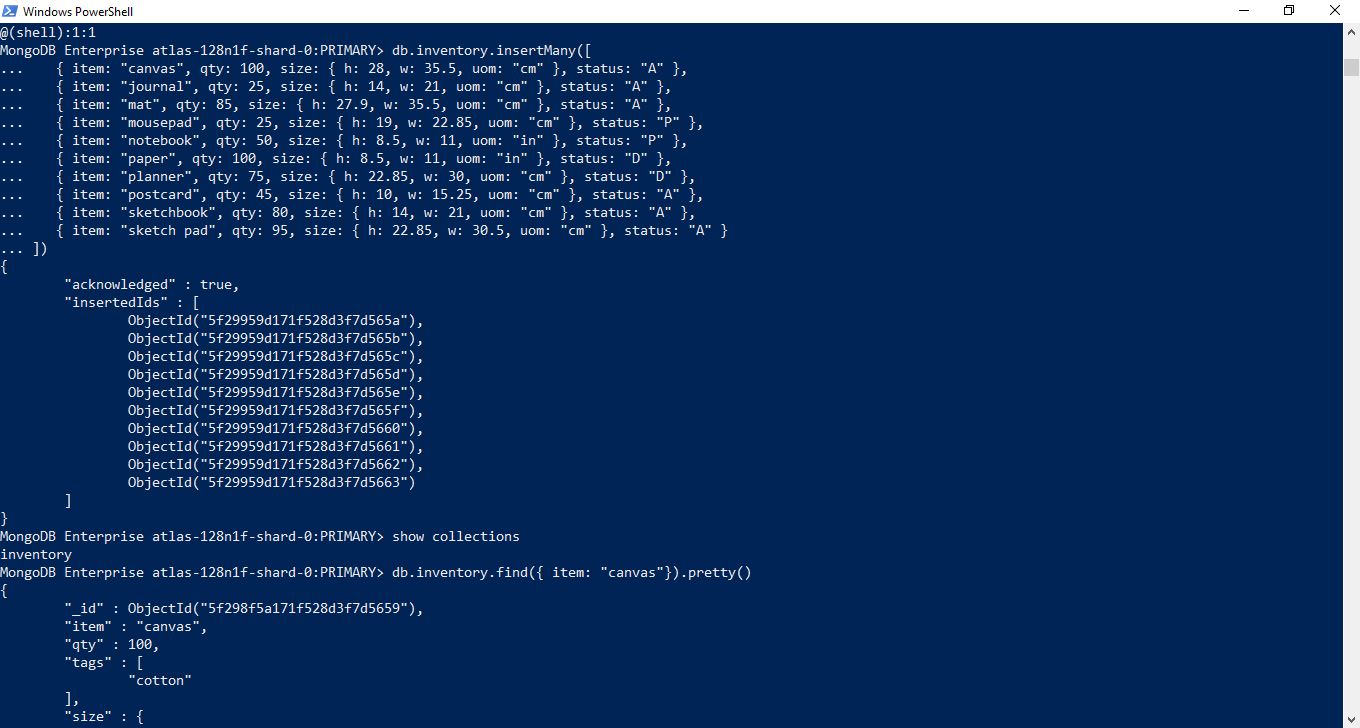 Windows PowerShell
@(shell):1:1
MongoDB Enterprise atlas-128n1f-shard-0:PRIMARY> db.inventory.insertMany([
...    { item: "canvas", qty: 100, size: { h: 28, w: 35.5, uom: "cm" }, status: "A" },
...    { item: "journal", qty: 25, size: { h: 14, w: 21, uom: "cm" }, status: "A" },
...    { item: "mat", qty: 85, size: { h: 27.9, w: 35.5, uom: "cm" }, status: "A" },
...    { item: "mousepad", qty: 25, size: { h: 19, w: 22.85, uom: "cm" }, status: "P" },
...    { item: "notebook", qty: 50, size: { h: 8.5, w: 11, uom: "in" }, status: "P" },
...    { item: "paper", qty: 100, size: { h: 8.5, w: 11, uom: "in" }, status: "D" },
...    { item: "planner", qty: 75, size: { h: 22.85, w: 30, uom: "cm" }, status: "D" },
...    { item: "postcard", qty: 45, size: { h: 10, w: 15.25, uom: "cm" }, status: "A" },
...    { item: "sketchbook", qty: 80, size: { h: 14, w: 21, uom: "cm" }, status: "A" },
...    { item: "sketch pad", qty: 95, size: { h: 22.85, w: 30.5, uom: "cm" }, status: "A" }
... ])
{
        "acknowledged" : true,
        "insertedIds" : [
                ObjectId("5f29959d171f528d3f7d565a"),
                ObjectId("5f29959d171f528d3f7d565b"),
                ObjectId("5f29959d171f528d3f7d565c"),
                ObjectId("5f29959d171f528d3f7d565d"),
                ObjectId("5f29959d171f528d3f7d565e"),
                ObjectId("5f29959d171f528d3f7d565f"),
                ObjectId("5f29959d171f528d3f7d5660"),
                ObjectId("5f29959d171f528d3f7d5661"),
                ObjectId("5f29959d171f528d3f7d5662"),
                ObjectId("5f29959d171f528d3f7d5663")
        ]
}
MongoDB Enterprise atlas-128n1f-shard-0:PRIMARY> show collections
inventory
MongoDB Enterprise atlas-128n1f-shard-0:PRIMARY> db.inventory.find({ item: "canvas"}).pretty()
{
        "_id" : ObjectId("5f298f5a171f528d3f7d5659"),
        "item" : "canvas",
        "qty" : 100,
        "tags" : [
                "cotton"
        ],
        "size" : {